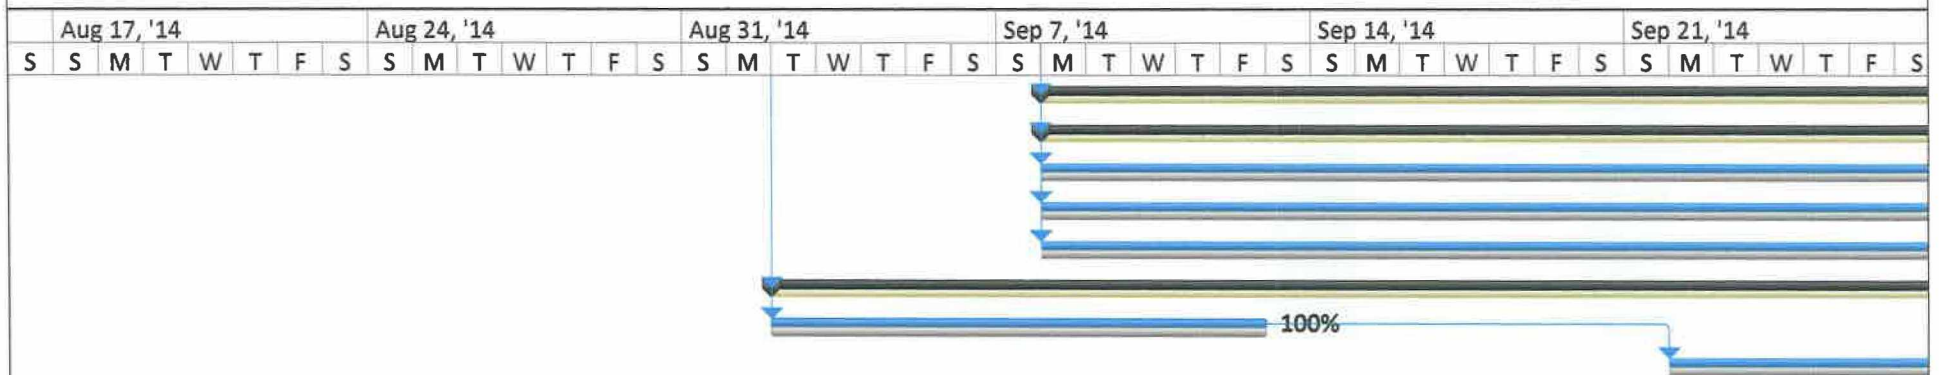 Aug 17, '14 Aug 24, '14 Aug 31, '14 Sep 7, '14 Sep 14, '14 Sep 21, '14
S S M T W T F S S M T W T F S S M T W T F S S M T W T F S S M T W T F S S M T W T F S
100%